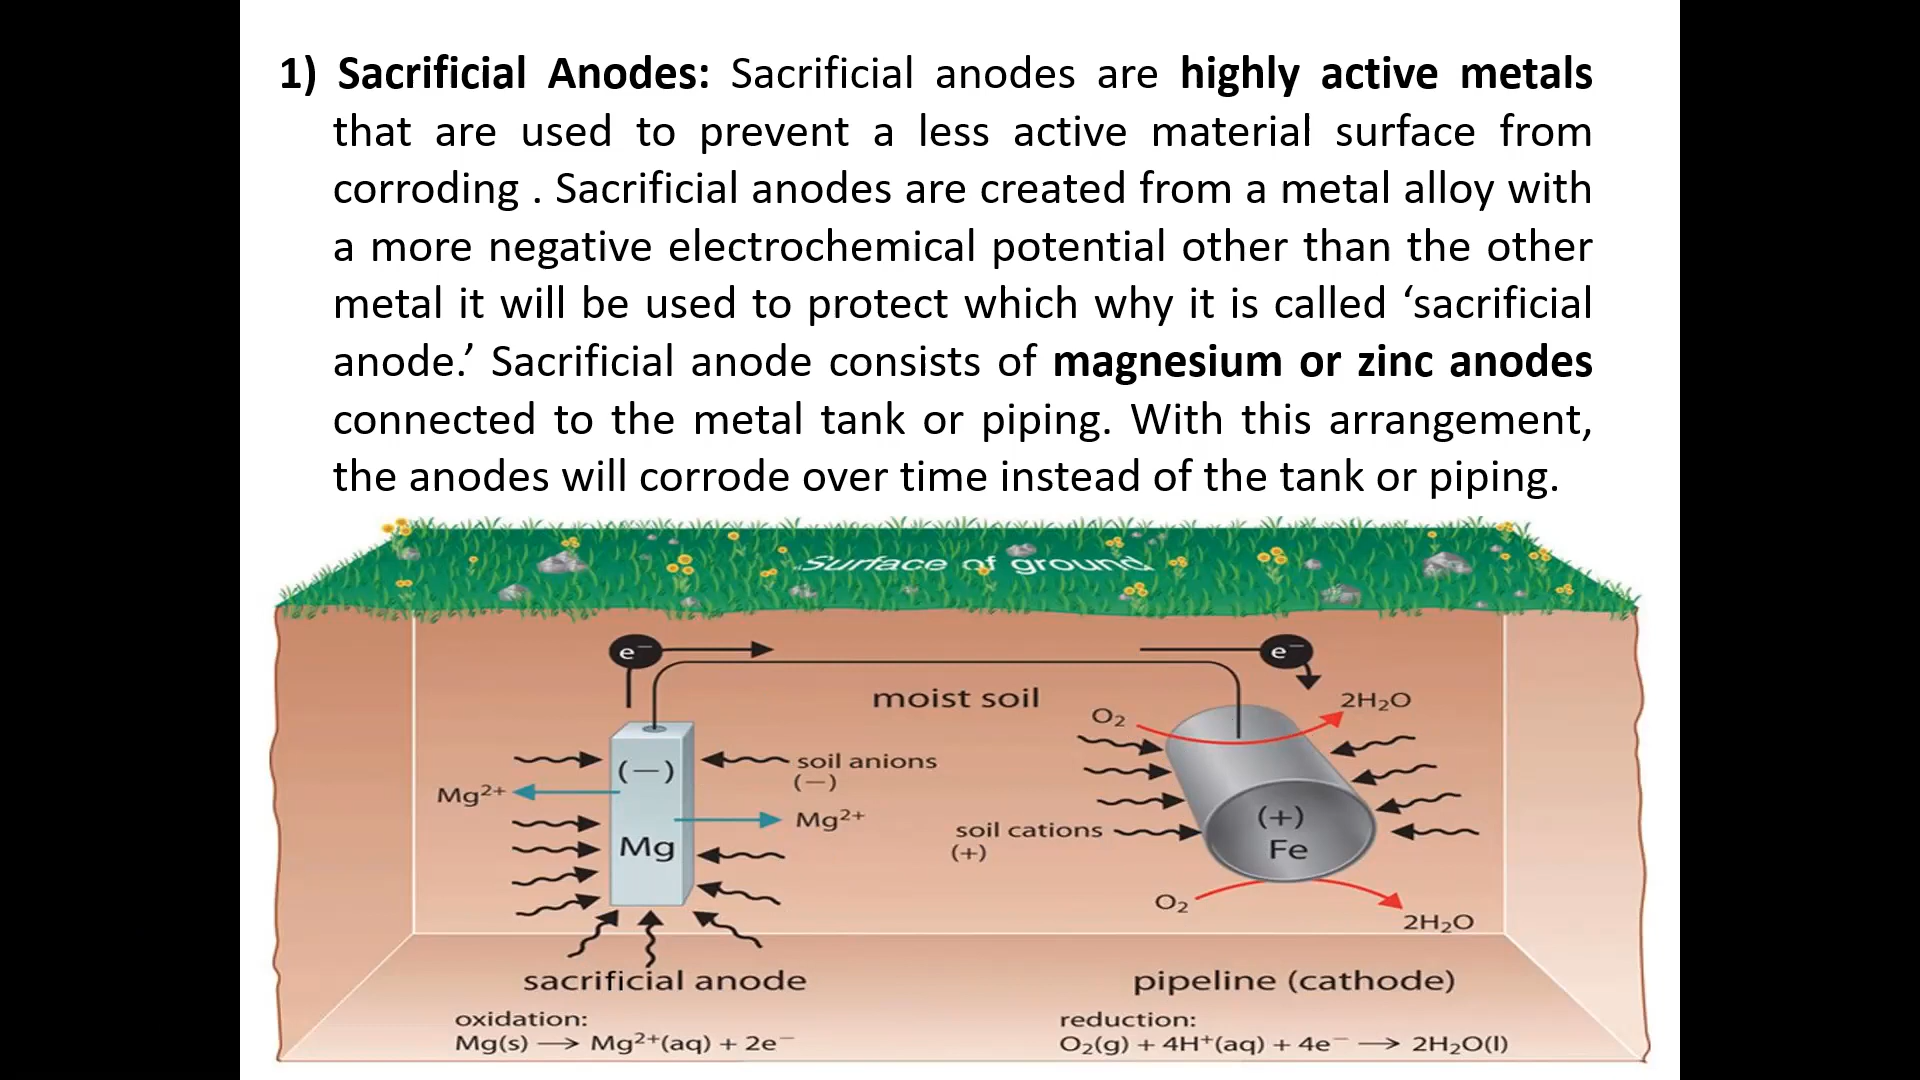 1) Sacrificial Anodes: Sacrificial anodes are highly active metals
that are used to prevent a less active material surface from
corroding . Sacrificial anodes are created from a metal alloy with
a more negative electrochemical potential other than the other
metal it will be used to protect which why it is called ‘sacrificial
anode.’ Sacrificial anode consists of magnesium or zinc anodes
connected to the metal tank or piping. With this arrangement,
the anodes will corrode over time instead of the tank or piping.
Surface of ground
e⁻
e⁻
moist soil
O₂
2H₂O
(−)
soil anions
(−)
Mg²⁺
Mg²⁺
Mg
soil cations
(+)
(+)
Fe
O₂
2H₂O
sacrificial anode
pipeline (cathode)
oxidation:
Mg(s) → Mg²⁺(aq) + 2e⁻
reduction:
O₂(g) + 4H⁺(aq) + 4e⁻ → 2H₂O(l)